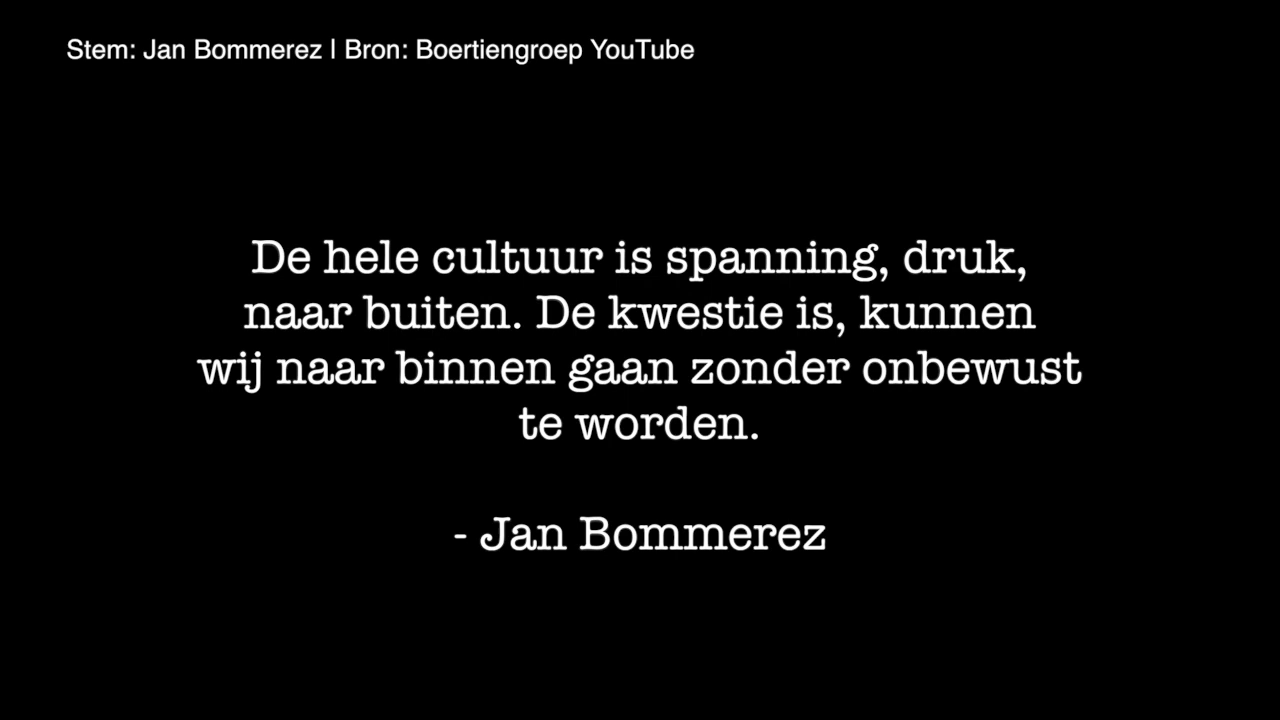 Stem: Jan Bommerez | Bron: Boertiengroep YouTube
De hele cultuur is spanning, druk,
naar buiten. De kwestie is, kunnen
wij naar binnen gaan zonder onbewust
te worden.
- Jan Bommerez